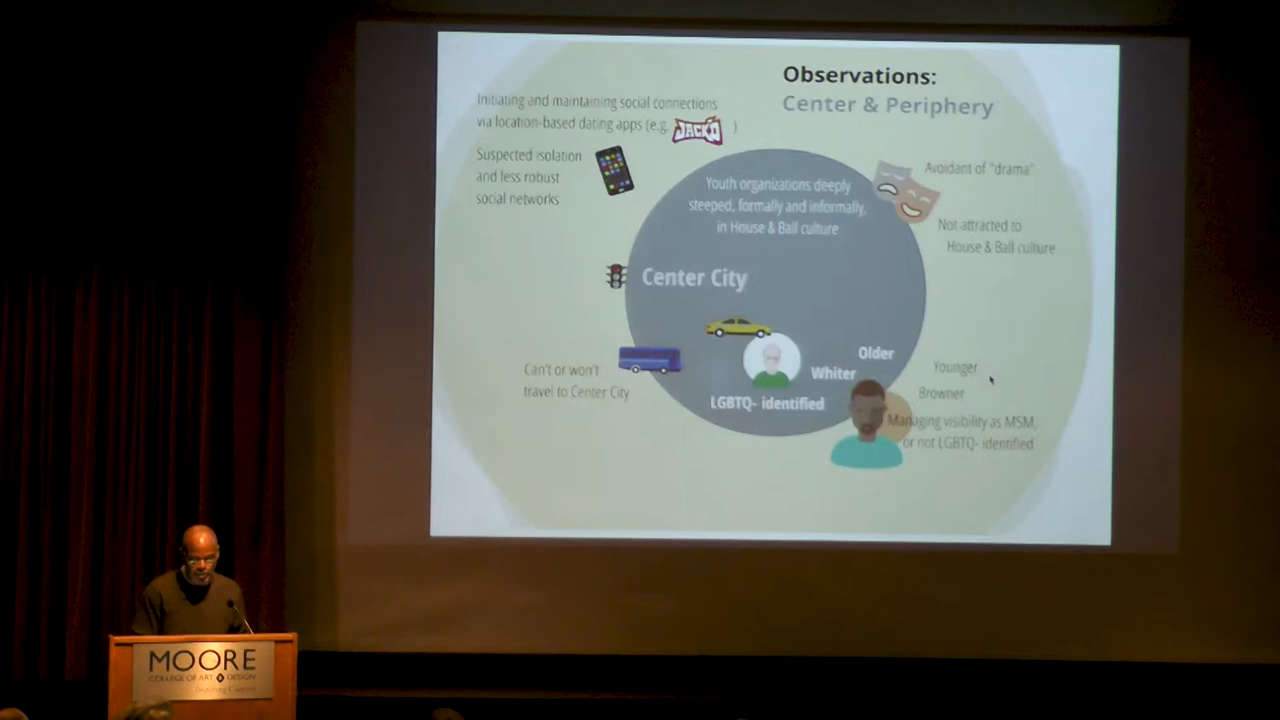 Observations:
Center & Periphery
Initiating and maintaining social connections
via location-based dating apps (e.g. JACK'D )
Suspected isolation
and less robust
social networks
Youth organizations deeply
steeped, formally and informally,
in House & Ball culture
Avoidant of "drama"
Not attracted to
House & Ball culture
Center City
Can't or won't
travel to Center City
Older
Whiter
LGBTQ- identified
Younger
Browner
Managing visibility as MSM,
or not LGBTQ- identified
MOORE
COLLEGE OF ART & DESIGN